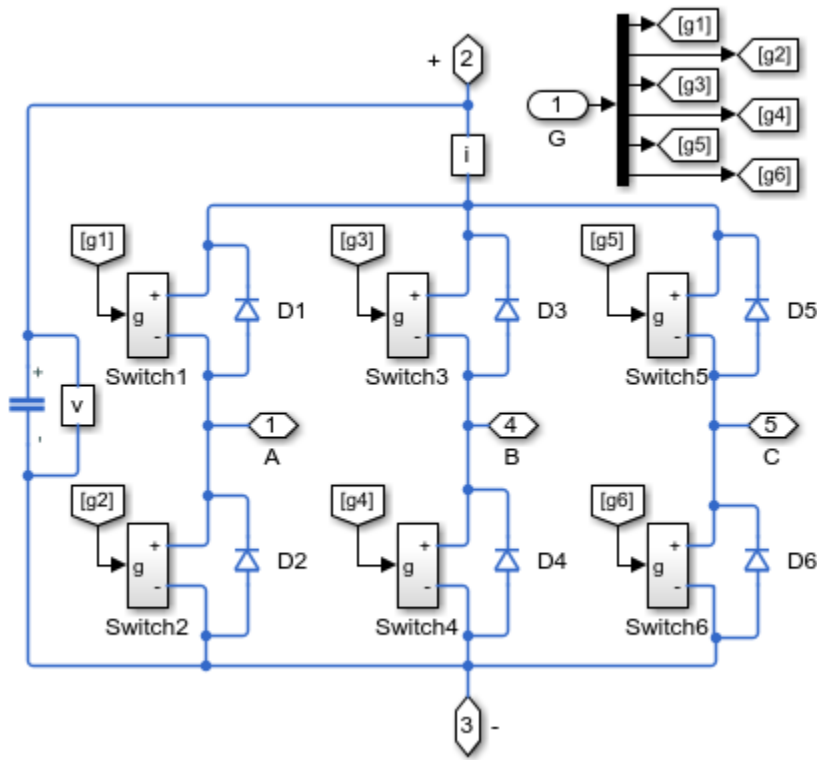 + 2
[g1]
[g2]
[g3]
[g4]
[g5]
[g6]
1
G
i
[g1]
[g3]
[g5]
+
g
-
D1
Switch1
+
g
-
D3
Switch3
+
g
-
D5
Switch5
+
v
-
1
A
4
B
5
C
[g2]
[g4]
[g6]
+
g
-
D2
Switch2
+
g
-
D4
Switch4
+
g
-
D6
Switch6
3 -